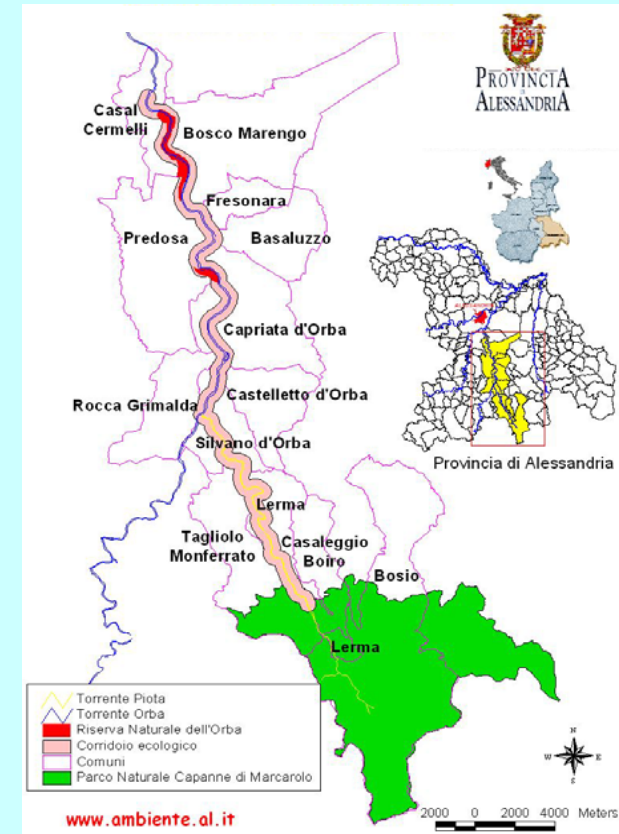 PROVINCIA
DI
ALESSANDRIA
Casal
Cermelli
Bosco Marengo
Fresonara
Predosa
Basaluzzo
Capriata d'Orba
Castelletto d'Orba
Rocca Grimalda
Silvano d'Orba
Provincia di Alessandria
Lerma
Tagliolo
Monferrato
Casaleggio
Boiro
Bosio
Lerma
Torrente Piota
Torrente Orba
Riserva Naturale dell'Orba
Corridoio ecologico
Comuni
Parco Naturale Capanne di Marcarolo
N
W E
S
www.ambiente.al.it
2000 0 2000 4000 Meters